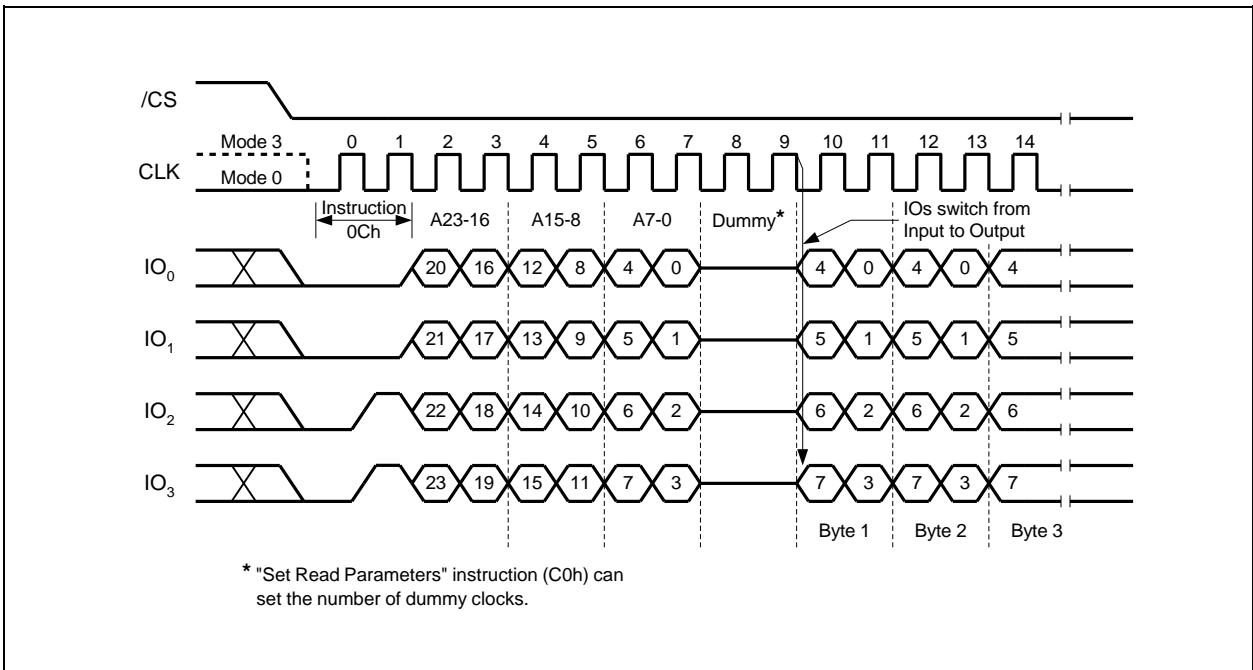 /CS
Mode 3 0 1 2 3 4 5 6 7 8 9 10 11 12 13 14
CLK
Mode 0
Instruction
0Ch
A23-16 A15-8 A7-0 Dummy*
IOs switch from
Input to Output
IO0 20 16 12 8 4 0 4 0 4 0 4
IO1 21 17 13 9 5 1 5 1 5 1 5
IO2 22 18 14 10 6 2 6 2 6 2 6
IO3 23 19 15 11 7 3 7 3 7 3 7
Byte 1 Byte 2 Byte 3
* "Set Read Parameters" instruction (C0h) can
set the number of dummy clocks.